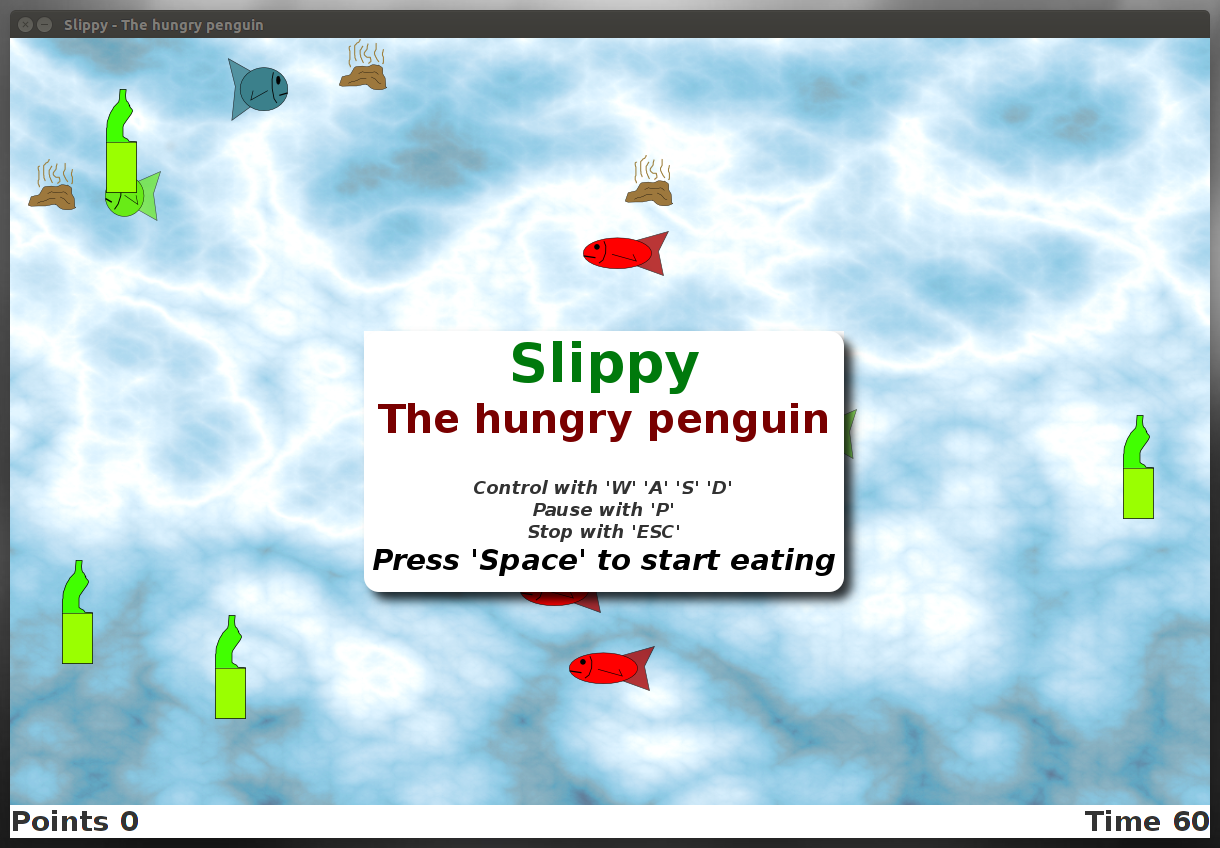 Slippy - The hungry penguin
Slippy
The hungry penguin
Control with 'W' 'A' 'S' 'D'
Pause with 'P'
Stop with 'ESC'
Press 'Space' to start eating
Points 0
Time 60